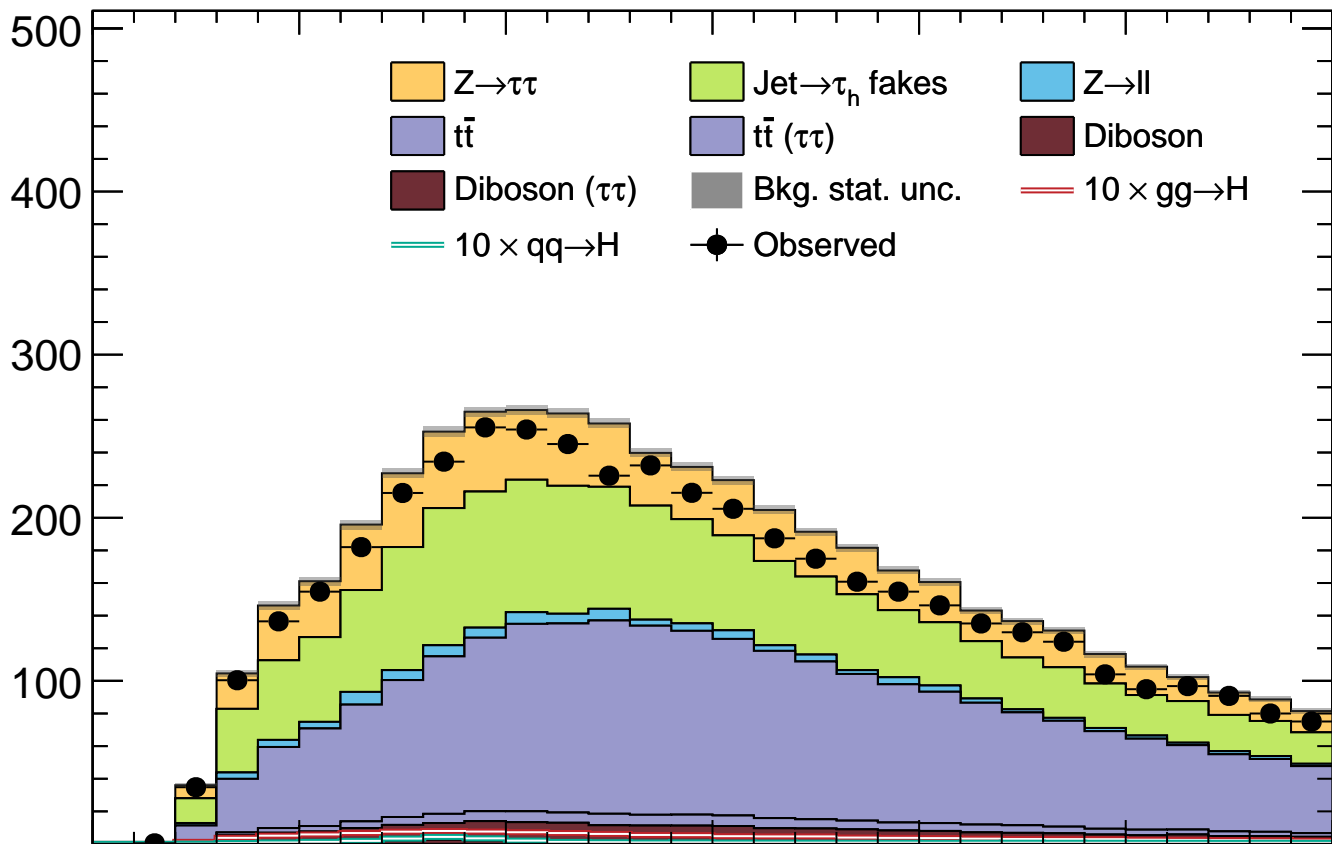 500
Z→ττ Jet→τₕ fakes Z→ll
tt̄ tt̄ (ττ) Diboson
400
Diboson (ττ) Bkg. stat. unc. 10 × gg→H
10 × qq→H Observed
300
200
100